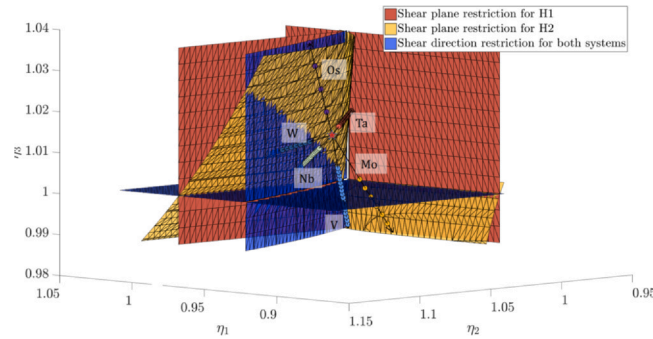 Shear plane restriction for H1
Shear plane restriction for H2
Shear direction restriction for both systems
1.04
1.03
1.02
1.01
1
0.99
0.98
η3
Os
Ta
W
Mo
Nb
V
1.05
1
0.95
0.9
η1
1.15
1.1
1.05
1
0.95
η2